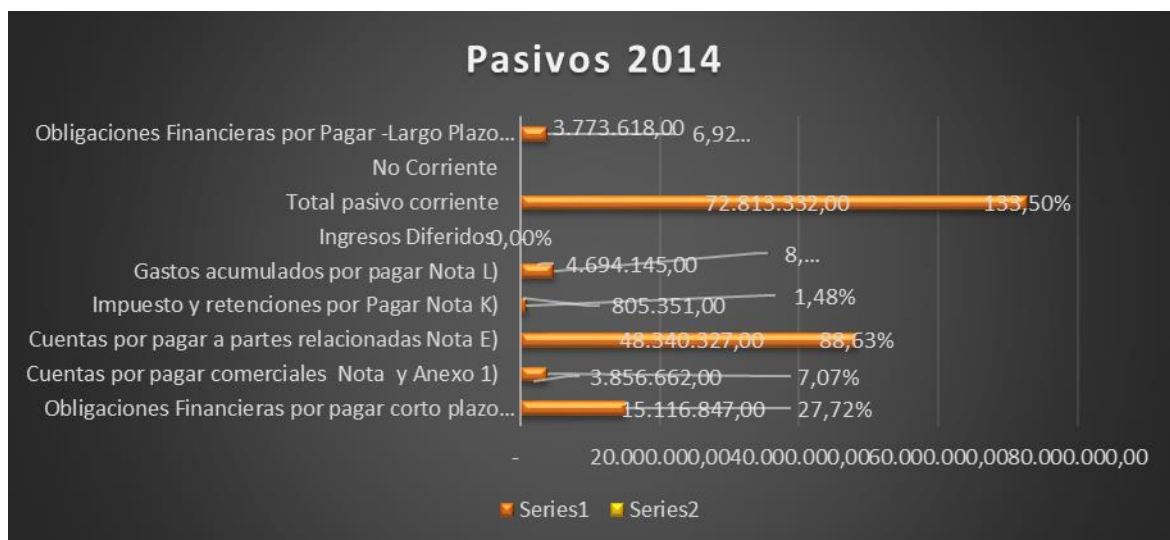 Pasivos 2014
Obligaciones Financieras por Pagar -Largo Plazo... 3.773.618,00 6,92...
No Corriente
Total pasivo corriente 72.813.332,00 133,50%
Ingresos Diferidos 0,00%
Gastos acumulados por pagar Nota L) 4.694.145,00 8,...
Impuesto y retenciones por Pagar Nota K) 805.351,00 1,48%
Cuentas por pagar a partes relacionadas Nota E) 48.340.327,00 88,63%
Cuentas por pagar comerciales Nota y Anexo 1) 3.856.662,00 7,07%
Obligaciones Financieras por pagar corto plazo... 15.116.847,00 27,72%
- 20.000.000,00 40.000.000,00 60.000.000,00 80.000.000,00
Series1 Series2